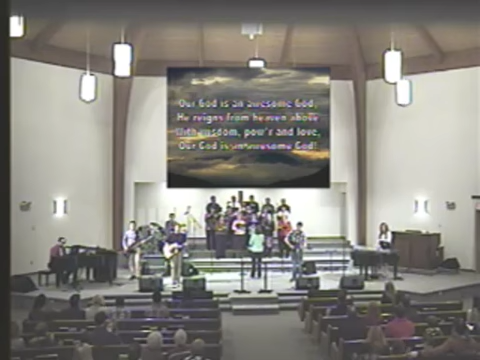 Our God is an awesome God,
He reigns from heaven above
With wisdom, pow'r and love,
Our God is an awesome God!